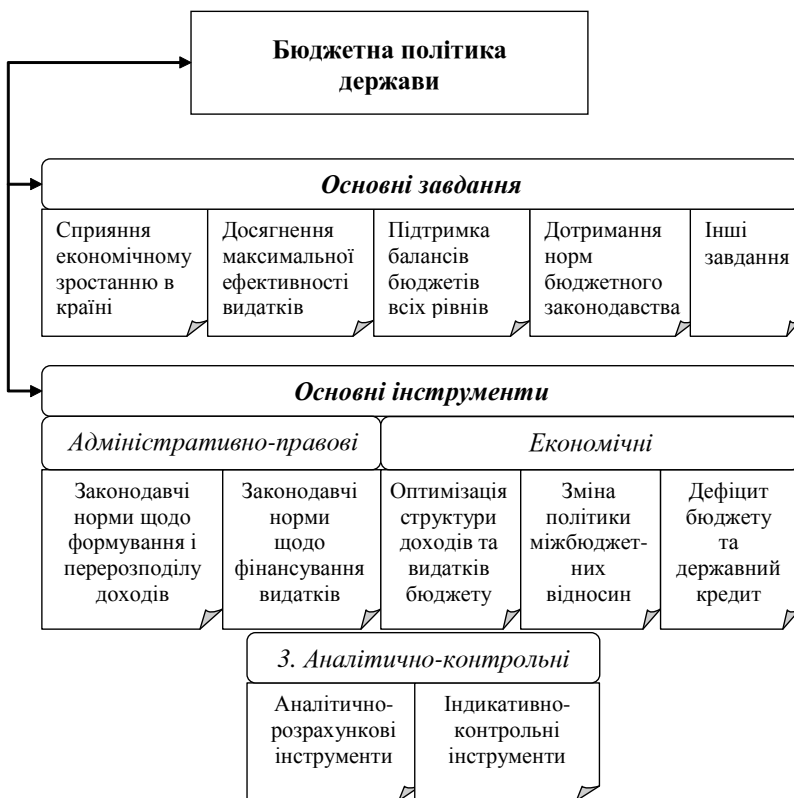 Бюджетна політика
держави
Основні завдання
Сприяння
економічному
зростанню в
країні
Досягнення
максимальної
ефективності
видатків
Підтримка
балансів
бюджетів
всіх рівнів
Дотримання
норм
бюджетного
законодавства
Інші
завдання
Основні інструменти
Адміністративно-правові
Економічні
Законодавчі
норми щодо
формування і
перерозподілу
доходів
Законодавчі
норми
щодо
фінансування
видатків
Оптимізація
структури
доходів та
видатків
бюджету
Зміна
політики
міжбюджет-
них
відносин
Дефіцит
бюджету
та
державний
кредит
3. Аналітично-контрольні
Аналітично-
розрахункові
інструменти
Індикативно-
контрольні
інструменти